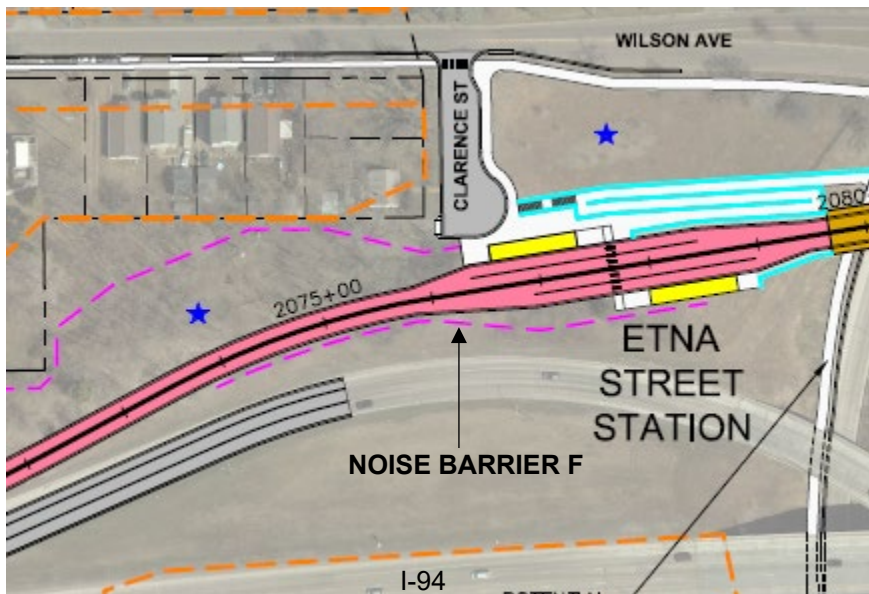 WILSON AVE
CLARENCE ST
2080
2075+00
ETNA
STREET
STATION
NOISE BARRIER F
I-94